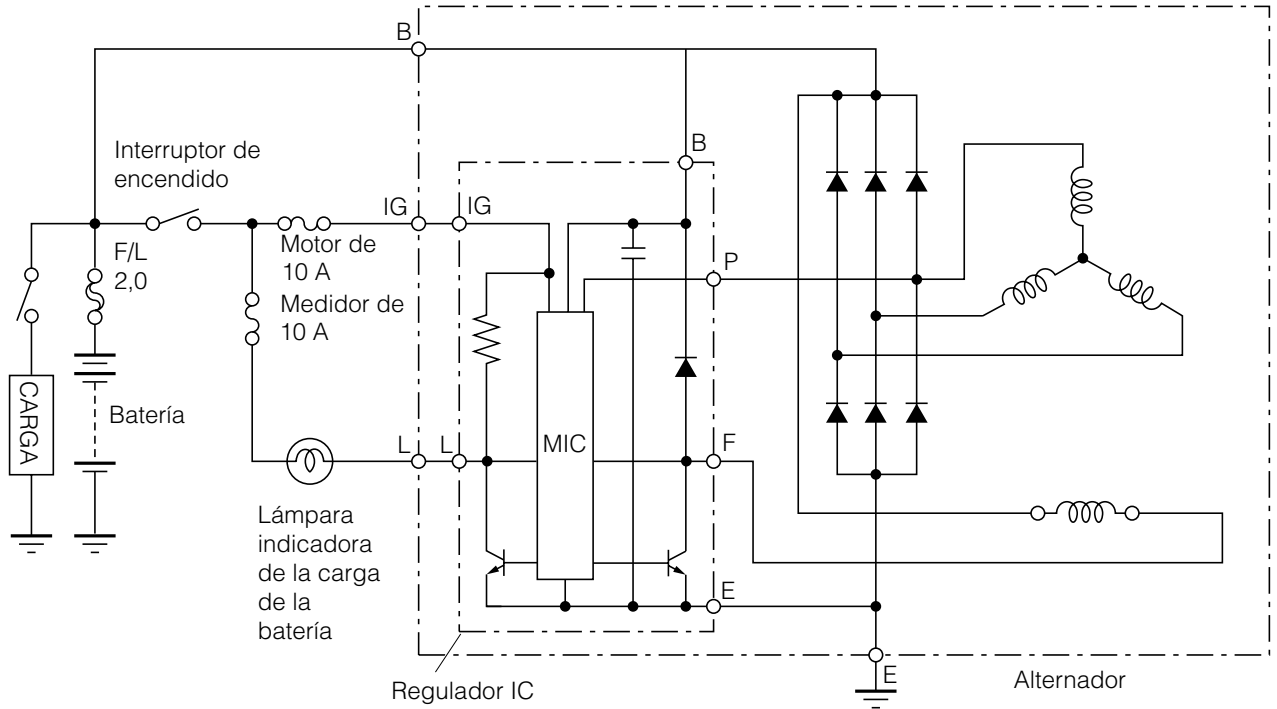 B
Interruptor de
encendido
B
IG
IG
F/L
2,0
Motor de
10 A
P
Medidor de
10 A
CARGA
Batería
MIC
L
L
F
Lámpara
indicadora
de la carga
de la
batería
E
E
Regulador IC
Alternador